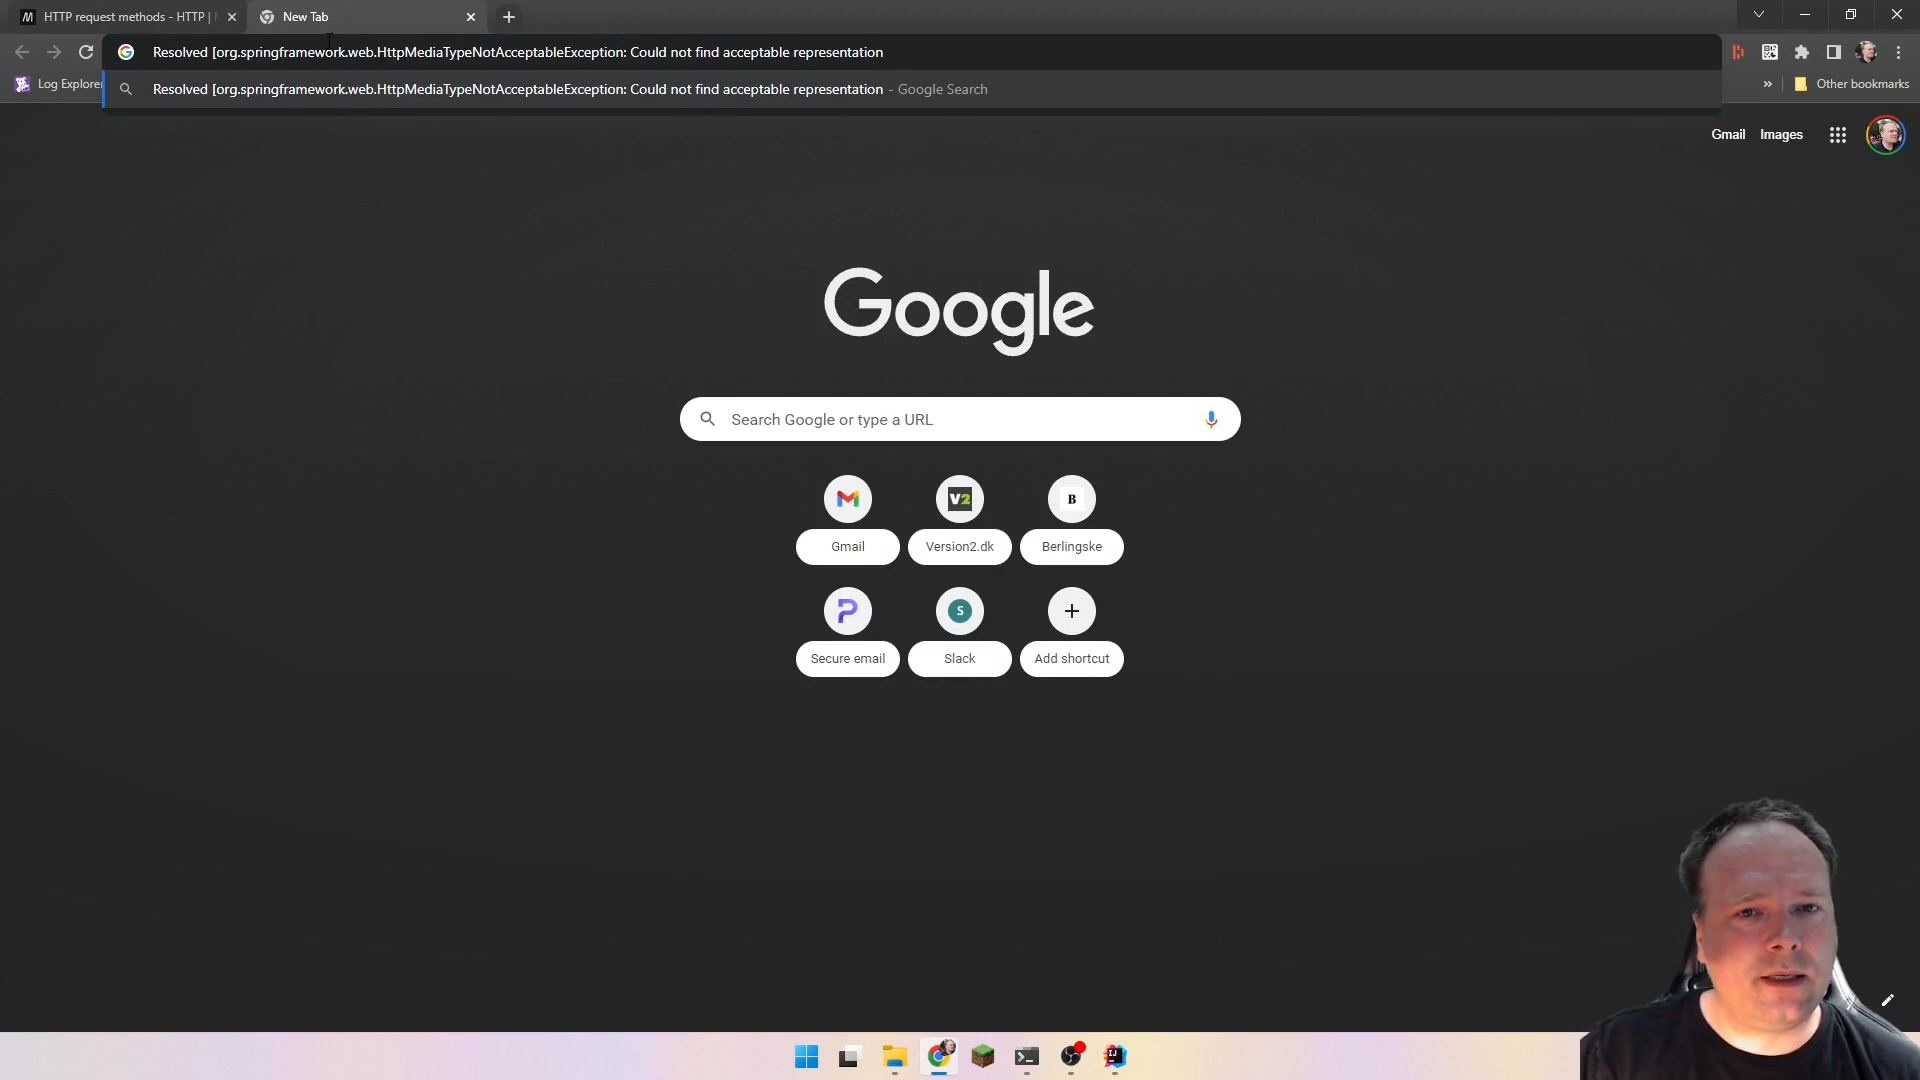 HTTP request methods - HTTP |
New Tab
Resolved [org.springframework.web.HttpMediaTypeNotAcceptableException: Could not find acceptable representation
Log Explorer
Resolved [org.springframework.web.HttpMediaTypeNotAcceptableException: Could not find acceptable representation - Google Search
» Other bookmarks
Gmail Images
Google
Search Google or type a URL
V2 B
Gmail Version2.dk Berlingske
S
Secure email Slack Add shortcut
IJ